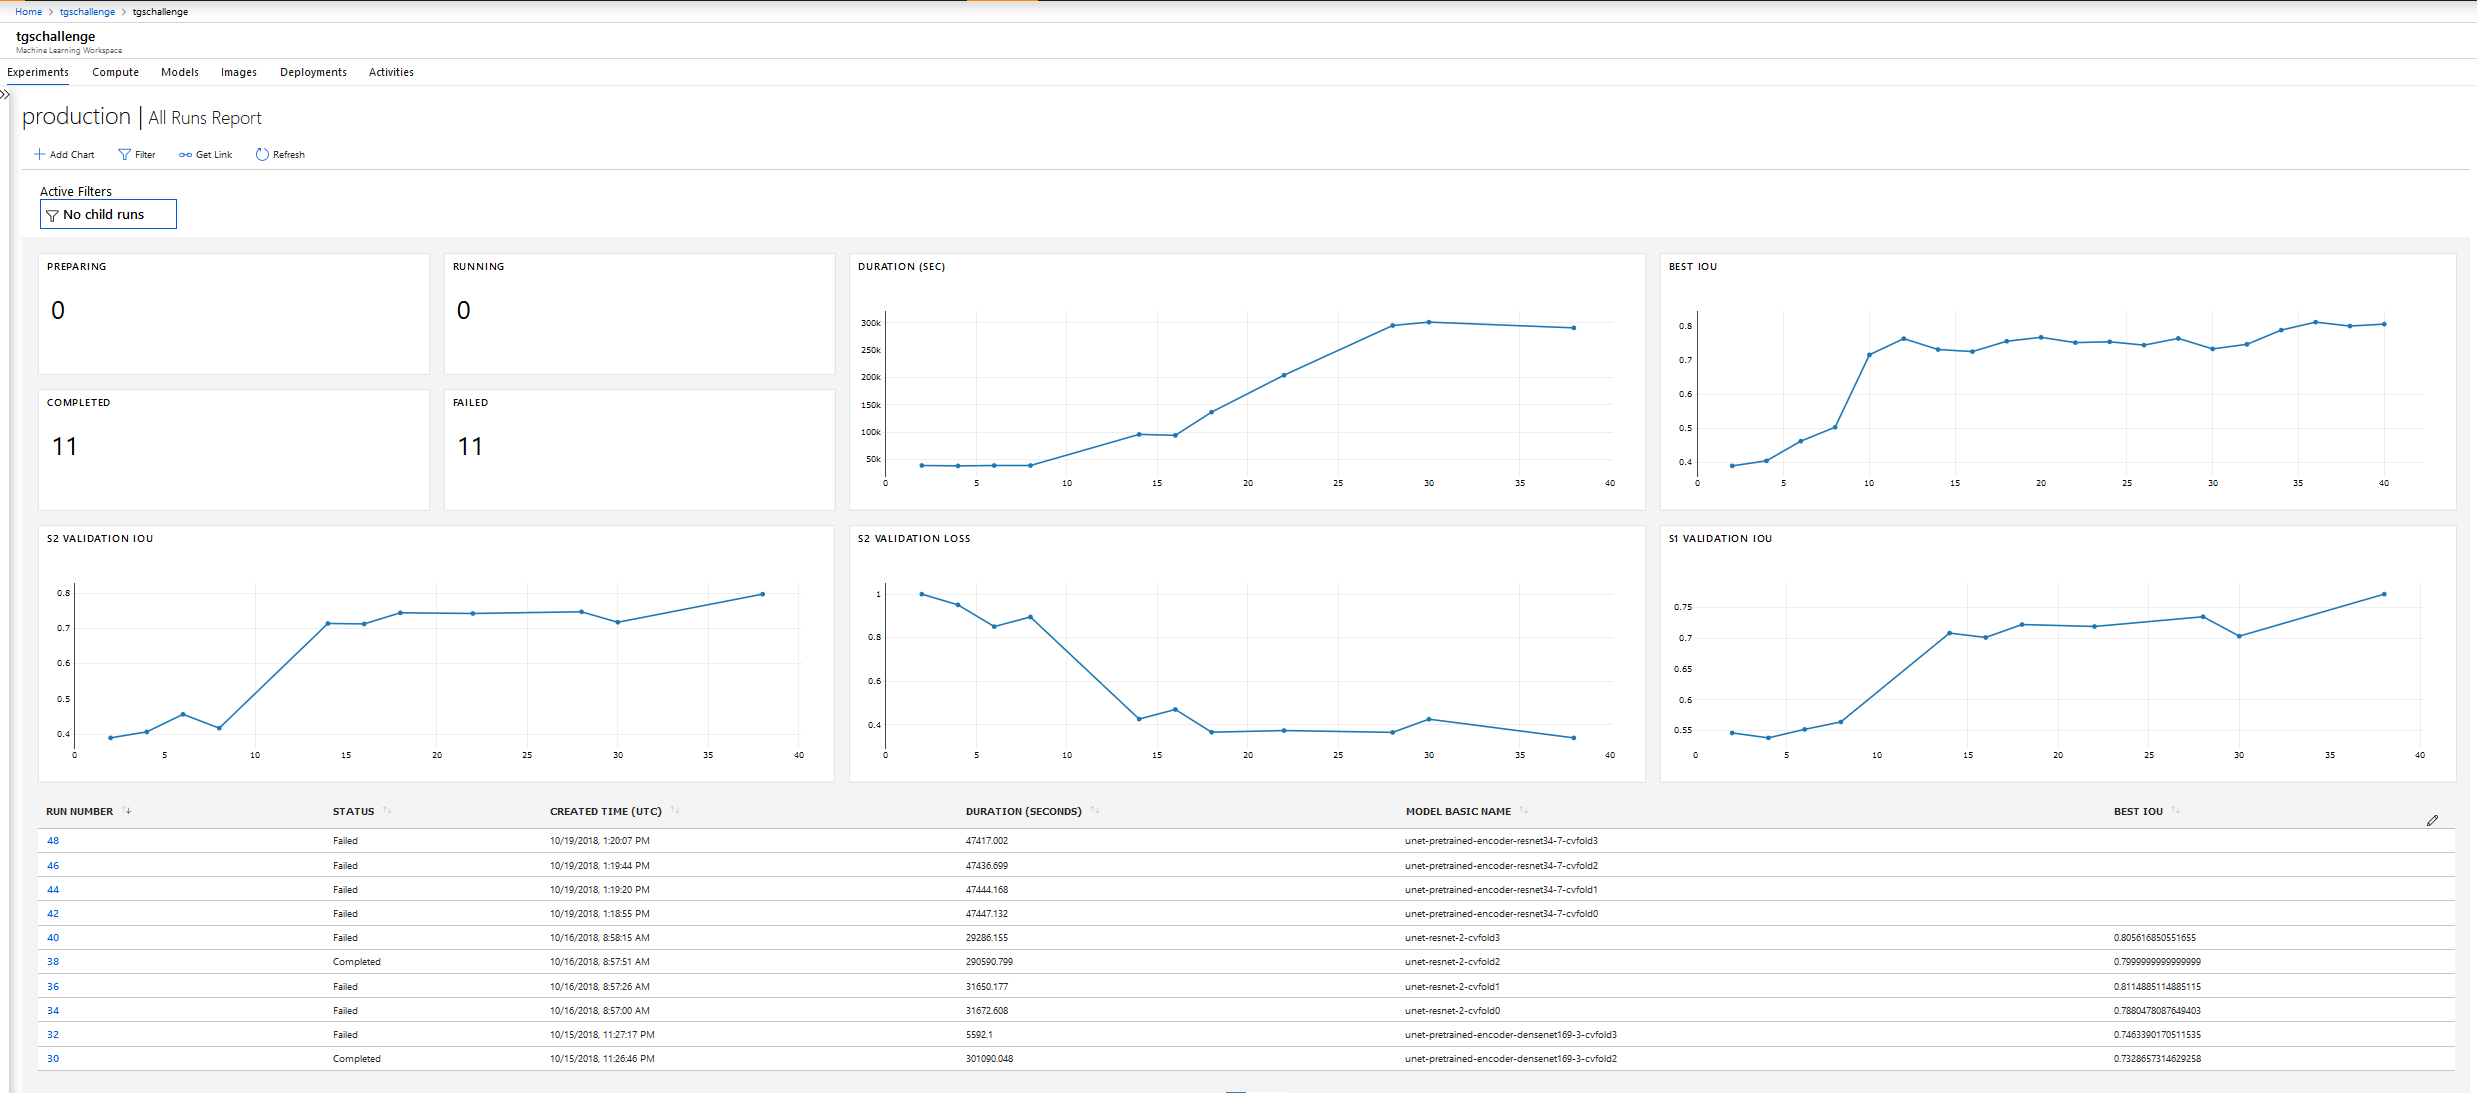 Home > tgschallenge > tgschallenge
tgschallenge
Machine Learning Workspace
Experiments Compute Models Images Deployments Activities
production | All Runs Report
Add Chart Filter Get Link Refresh
Active Filters
No child runs
PREPARING
0
RUNNING
0
COMPLETED
11
FAILED
11
DURATION (SEC)
300k
250k
200k
150k
100k
50k
0 5 10 15 20 25 30 35 40
BEST IOU
0.8
0.7
0.6
0.5
0.4
0 5 10 15 20 25 30 35 40
S2 VALIDATION IOU
0.8
0.7
0.6
0.5
0.4
0 5 10 15 20 25 30 35 40
S2 VALIDATION LOSS
1
0.8
0.6
0.4
0 5 10 15 20 25 30 35 40
S1 VALIDATION IOU
0.75
0.7
0.65
0.6
0.55
0 5 10 15 20 25 30 35 40
RUN NUMBER STATUS CREATED TIME (UTC) DURATION (SECONDS) MODEL BASIC NAME BEST IOU
48 Failed 10/19/2018, 1:20:07 PM 47417.002 unet-pretrained-encoder-resnet34-7-cvfold3
46 Failed 10/19/2018, 1:19:44 PM 47436.699 unet-pretrained-encoder-resnet34-7-cvfold2
44 Failed 10/19/2018, 1:19:20 PM 47444.168 unet-pretrained-encoder-resnet34-7-cvfold1
42 Failed 10/19/2018, 1:18:55 PM 47447.132 unet-pretrained-encoder-resnet34-7-cvfold0
40 Failed 10/16/2018, 8:58:15 AM 29286.155 unet-resnet-2-cvfold3 0.805616850551655
38 Completed 10/16/2018, 8:57:51 AM 290590.799 unet-resnet-2-cvfold2 0.7999999999999999
36 Failed 10/16/2018, 8:57:26 AM 31650.177 unet-resnet-2-cvfold1 0.8114885114885115
34 Failed 10/16/2018, 8:57:00 AM 31672.608 unet-resnet-2-cvfold0 0.7880478087649403
32 Failed 10/15/2018, 11:27:17 PM 5592.1 unet-pretrained-encoder-densenet169-3-cvfold3 0.7463390170511535
30 Completed 10/15/2018, 11:26:46 PM 301090.048 unet-pretrained-encoder-densenet169-3-cvfold2 0.7328657314629258